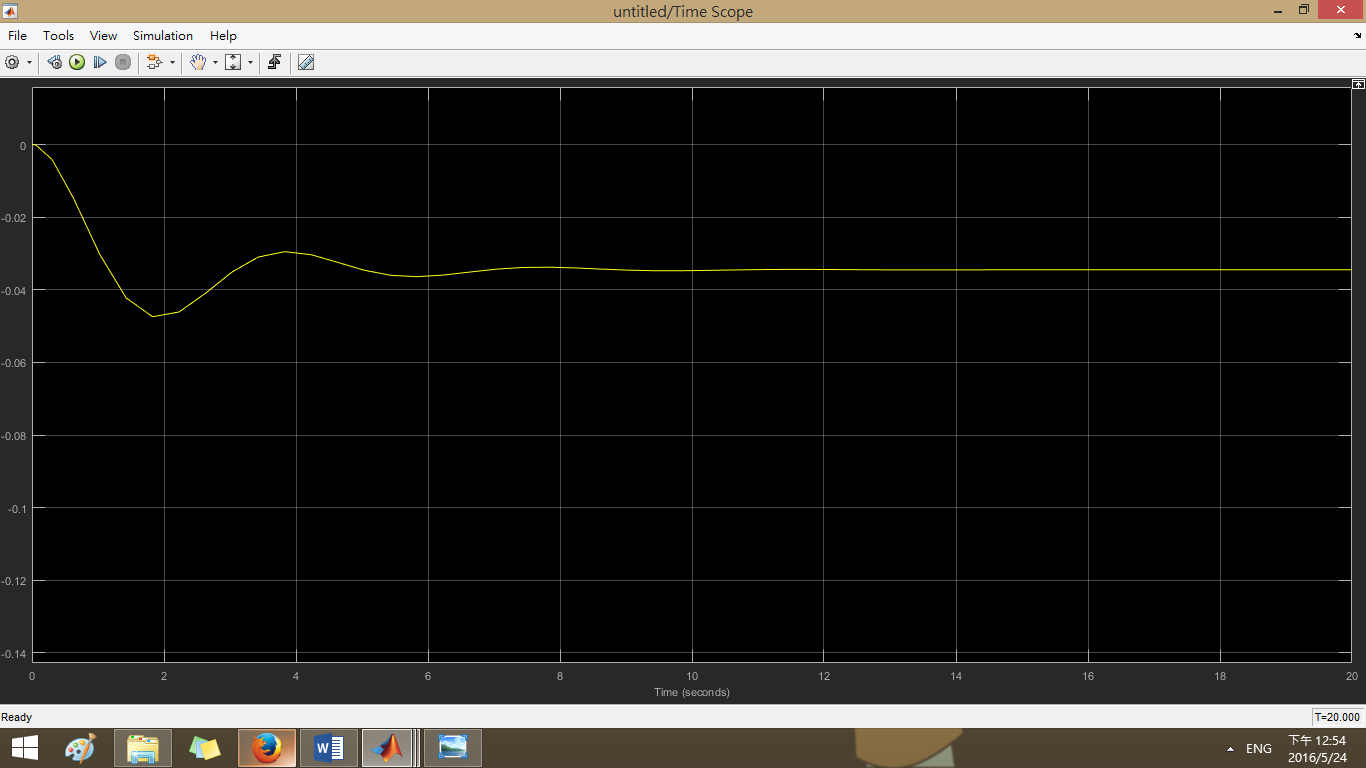 untitled/Time Scope
File Tools View Simulation Help
0
-0.02
-0.04
-0.06
-0.08
-0.1
-0.12
-0.14
0 2 4 6 8 10 12 14 16 18 20
Time (seconds)
Ready T=20.000
ENG 下午 12:54
2016/5/24